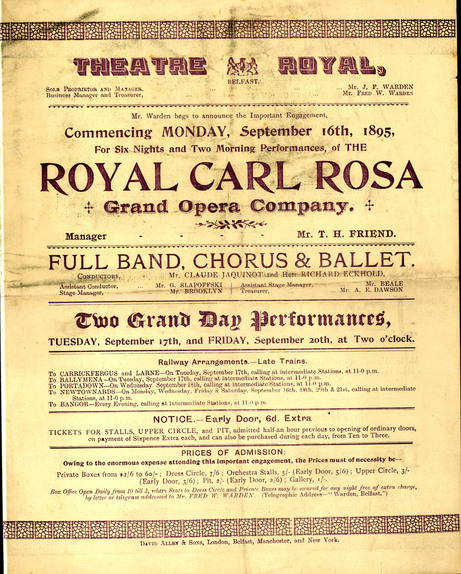 THEATRE ROYAL,
BELFAST.
SOLE PROPRIETOR AND MANAGER, ... ... ... MR. J. F. WARDEN
Business Manager and Treasurer, ... ... ... MR. FRED W. WARDEN
Mr. Warden begs to announce the Important Engagement,
Commencing MONDAY, September 16th, 1895,
For Six Nights and Two Morning Performances, of THE
ROYAL CARL ROSA
Grand Opera Company.
Manager - - - - Mr. T. H. FRIEND.
FULL BAND, CHORUS & BALLET.
CONDUCTORS, Mr. CLAUDE JAQUINOT and Herr RICHARD ECKHOLD.
Assistant Conductor, Mr. G. SLAPOFFSKI Assistant Stage Manager, Mr. BEALE
Stage Manager, Mr. BROOKLYN Treasurer, Mr. A. E. DAWSON
Two Grand Day Performances,
TUESDAY, September 17th, and FRIDAY, September 20th, at Two o'clock.
Railway Arrangements.—Late Trains.
To CARRICKFERGUS and LARNE—On Tuesday, September 17th, calling at intermediate Stations, at 11-0 p.m.
To BALLYMENA—On Tuesday, September 17th, calling at intermediate Stations, at 11-0 p.m.
To PORTADOWN—On Wednesday, September 18th, calling at intermediate Stations, at 11-0 p.m.
To NEWTOWNARDS—On Monday, Wednesday, Friday & Saturday, September 16th, 18th, 20th & 21st, calling at intermediate
Stations, at 11-0 p.m.
To BANGOR—Every Evening, calling at Intermediate Stations, at 11-0 p.m.
NOTICE.—Early Door, 6d. Extra
TICKETS FOR STALLS, UPPER CIRCLE, and PIT, admitted half-an hour previous to opening of ordinary doors,
on payment of Sixpence Extra each, and can also be purchased during each day, from Ten to Three.
PRICES OF ADMISSION:
Owing to the enormous expense attending this important engagement, the Prices must of necessity be—
Private Boxes from 42/6 to 60/-; Dress Circle, 7/6; Orchestra Stalls, 5/- (Early Door, 5/6); Upper Circle, 3/-
(Early Door, 3/6); Pit, 2/- (Early Door, 2/6); Gallery, 1/-.
Box Office Open Daily from 10 till 3, where Seats to Dress Circle and Private Boxes may be secured for any night free of extra charge,
by letter or telegram addressed to Mr. FRED W. WARDEN. (Telegraphic Address—"Warden, Belfast.")
DAVID ALLEN & SONS, London, Belfast, Manchester, and New York.